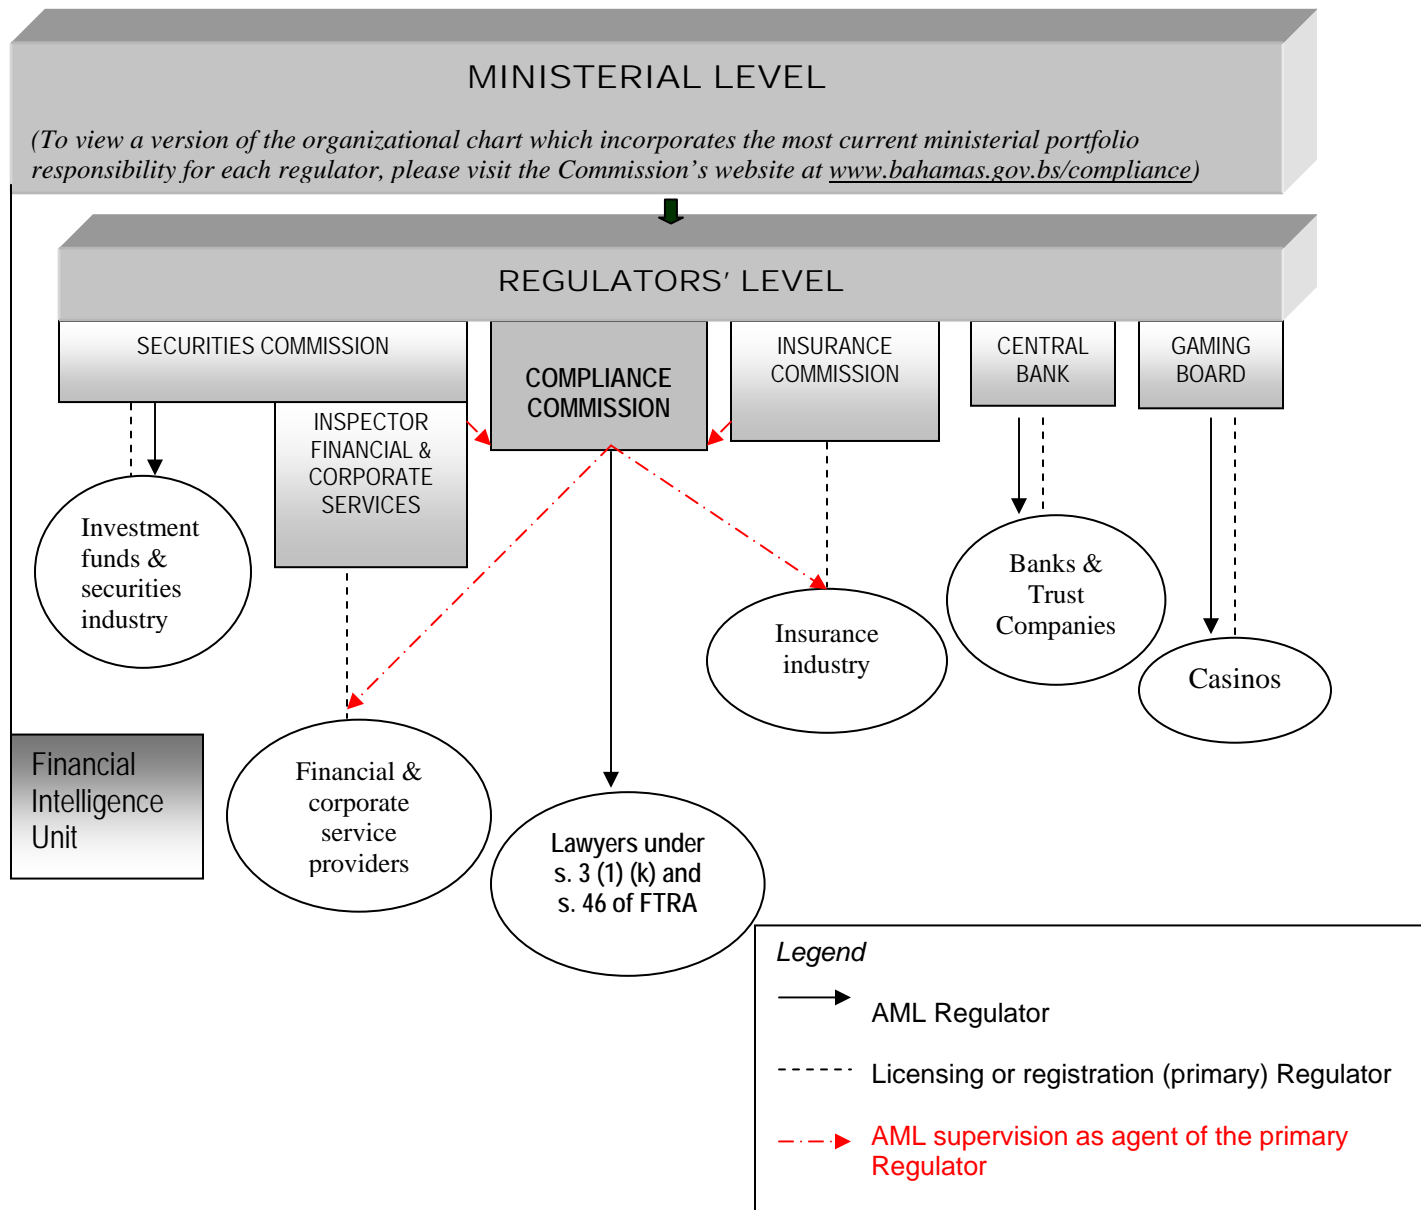 MINISTERIAL LEVEL
(To view a version of the organizational chart which incorporates the most current ministerial portfolio
responsibility for each regulator, please visit the Commission's website at www.bahamas.gov.bs/compliance)
REGULATORS' LEVEL
SECURITIES COMMISSION
INSPECTOR
FINANCIAL &
CORPORATE
SERVICES
COMPLIANCE
COMMISSION
INSURANCE
COMMISSION
CENTRAL
BANK
GAMING
BOARD
Investment
funds &
securities
industry
Banks &
Trust
Companies
Insurance
industry
Casinos
Financial
Intelligence
Unit
Financial &
corporate
service
providers
Lawyers under
s. 3 (1) (k) and
s. 46 of FTRA
Legend
AML Regulator
Licensing or registration (primary) Regulator
AML supervision as agent of the primary
Regulator